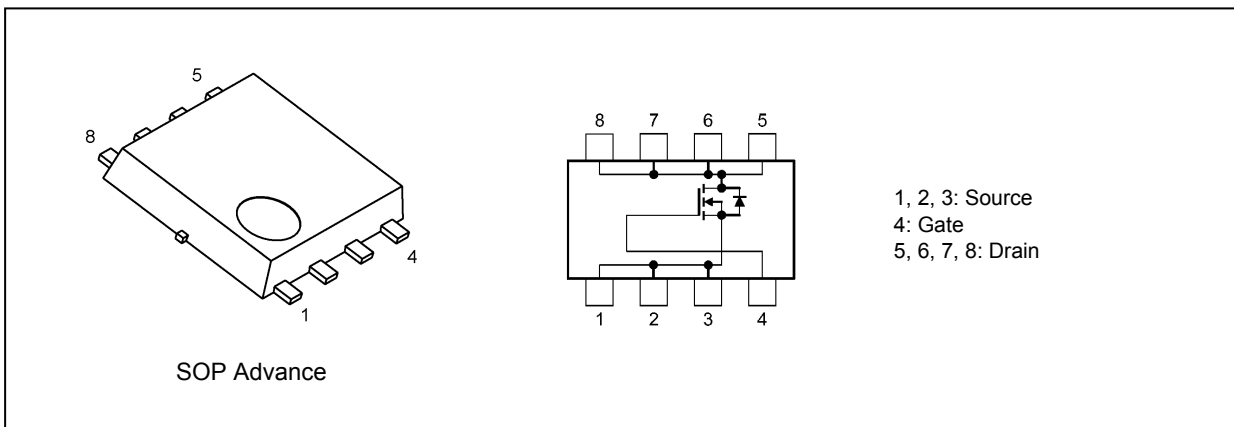 5
8
4
1
SOP Advance
8 7 6 5
1 2 3 4
1, 2, 3: Source
4: Gate
5, 6, 7, 8: Drain